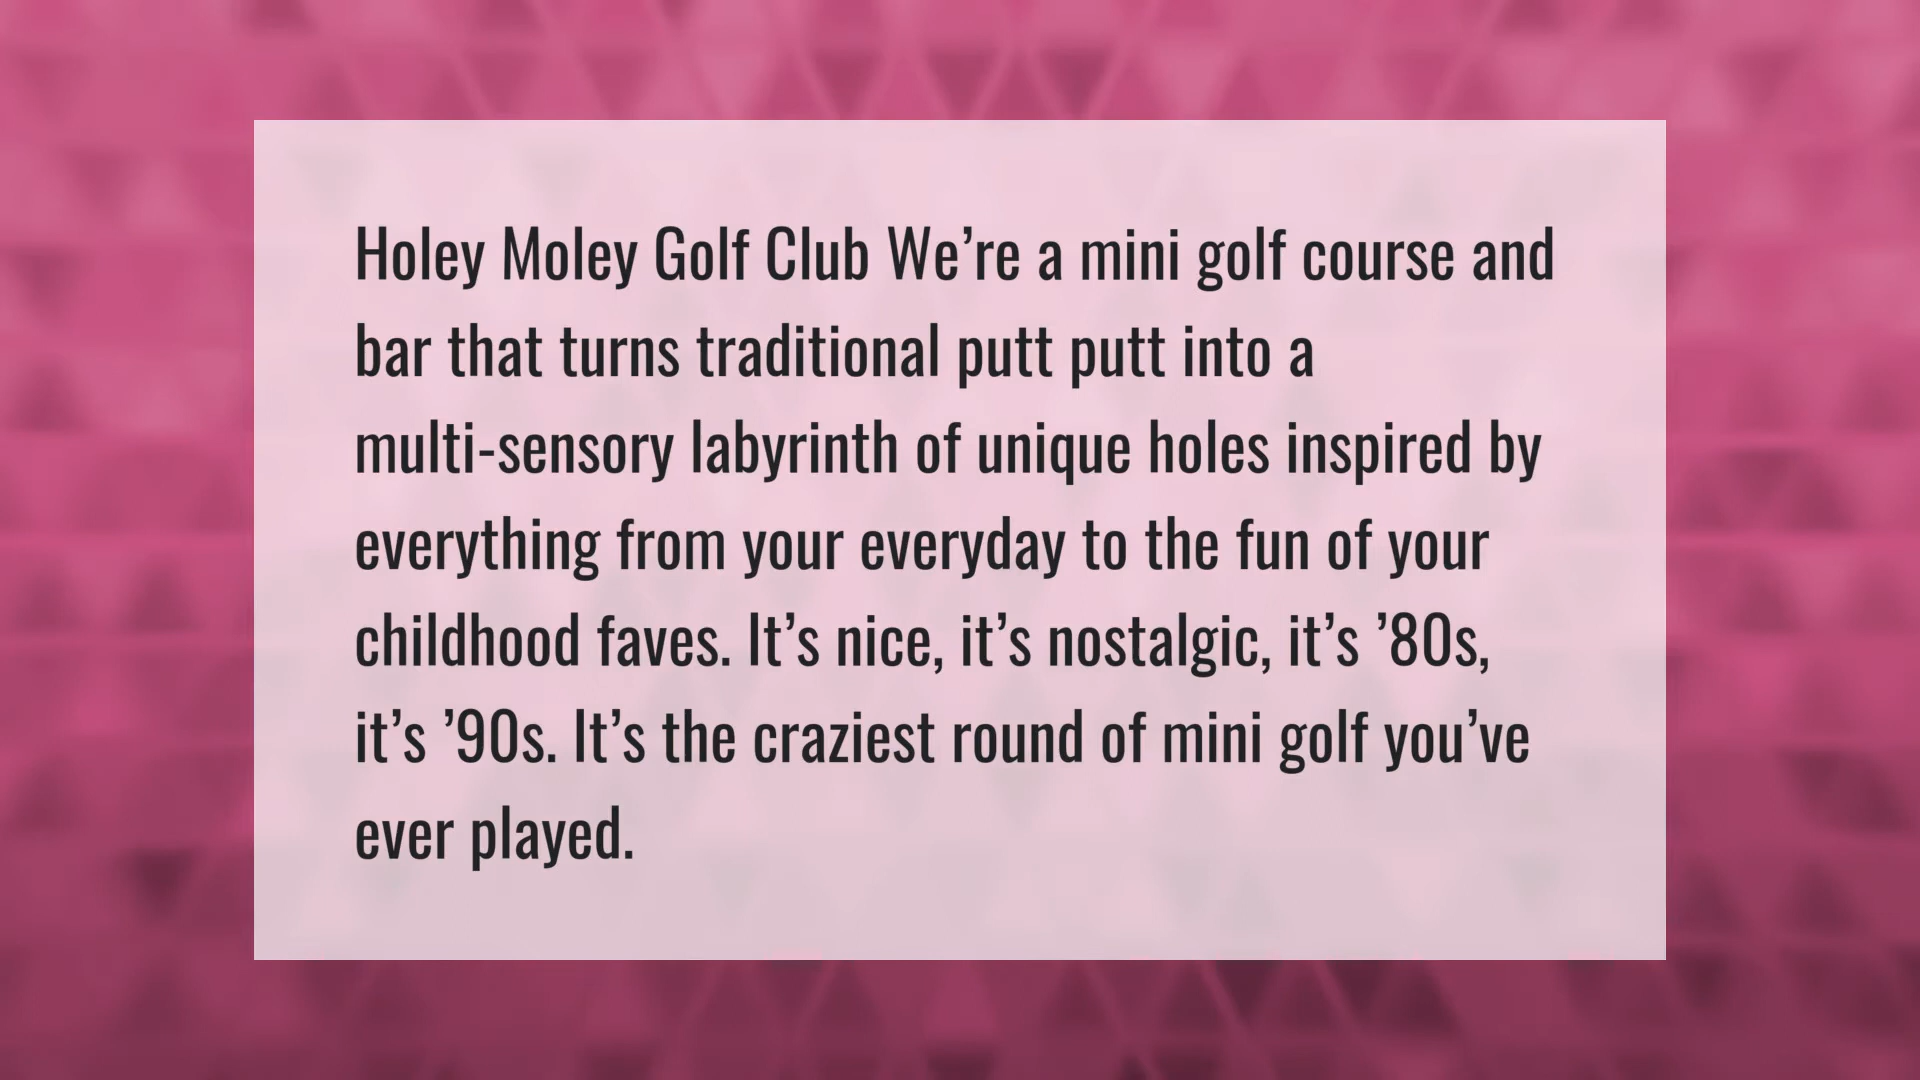 Holey Moley Golf Club We’re a mini golf course and
bar that turns traditional putt putt into a
multi-sensory labyrinth of unique holes inspired by
everything from your everyday to the fun of your
childhood faves. It’s nice, it’s nostalgic, it’s ’80s,
it’s ’90s. It’s the craziest round of mini golf you’ve
ever played.